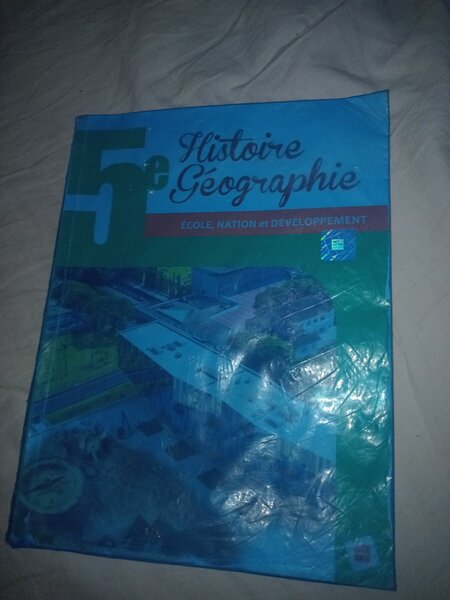 5e
Histoire
Géographie
ÉCOLE, NATION et DÉVELOPPEMENT